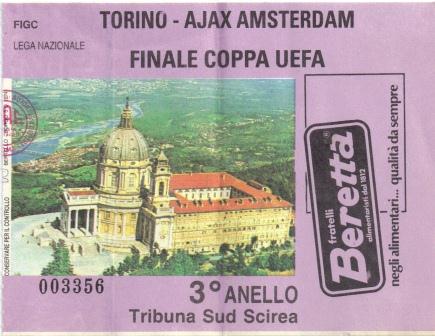 FIGC
LEGA NAZIONALE
TORINO - AJAX AMSTERDAM
FINALE COPPA UEFA
CONSERVARE PER IL CONTROLLO
003356
3° ANELLO
Tribuna Sud Scirea
fratelli
Beretta
alimentaristi dal 1812
negli alimentari... qualità da sempre